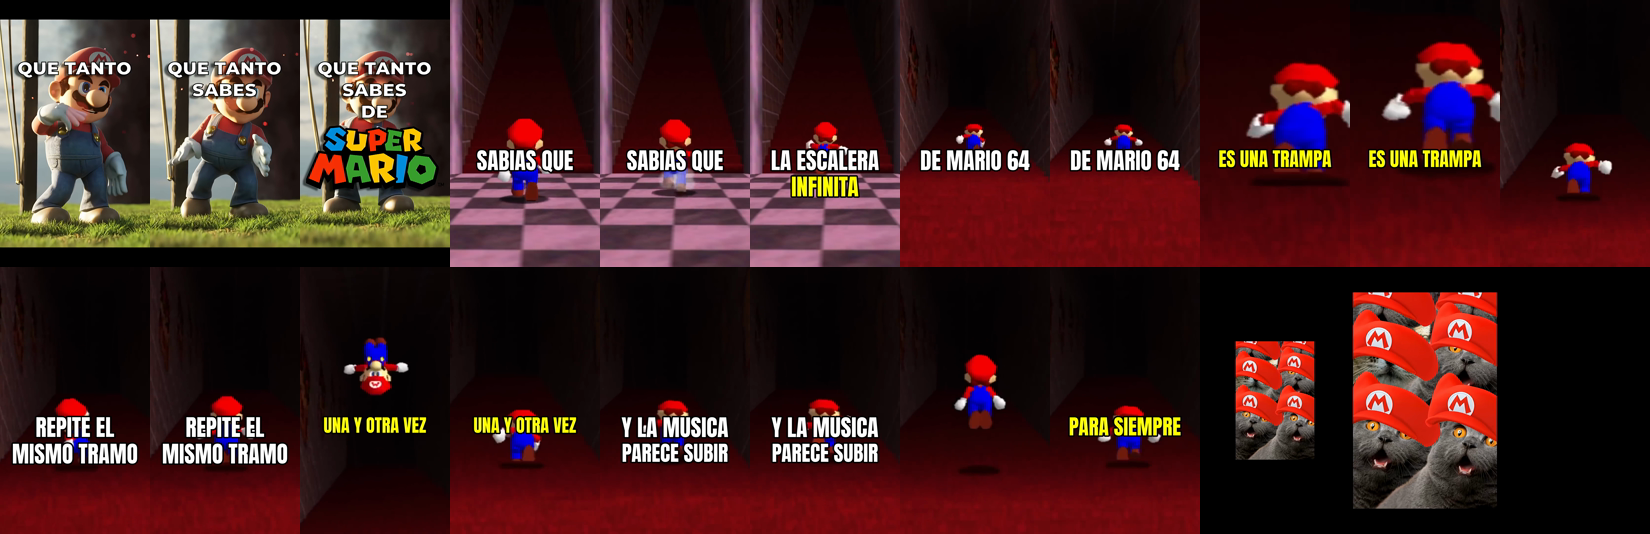 QUE TANTO
QUE TANTO
SABES
QUE TANTO
SABES
DE
SUPER
MARIO
SABIAS QUE
SABIAS QUE
LA ESCALERA
INFINITA
DE MARIO 64
DE MARIO 64
ES UNA TRAMPA
ES UNA TRAMPA
REPITE EL
MISMO TRAMO
REPITE EL
MISMO TRAMO
UNA Y OTRA VEZ
UNA Y OTRA VEZ
Y LA MÚSICA
PARECE SUBIR
Y LA MÚSICA
PARECE SUBIR
PARA SIEMPRE